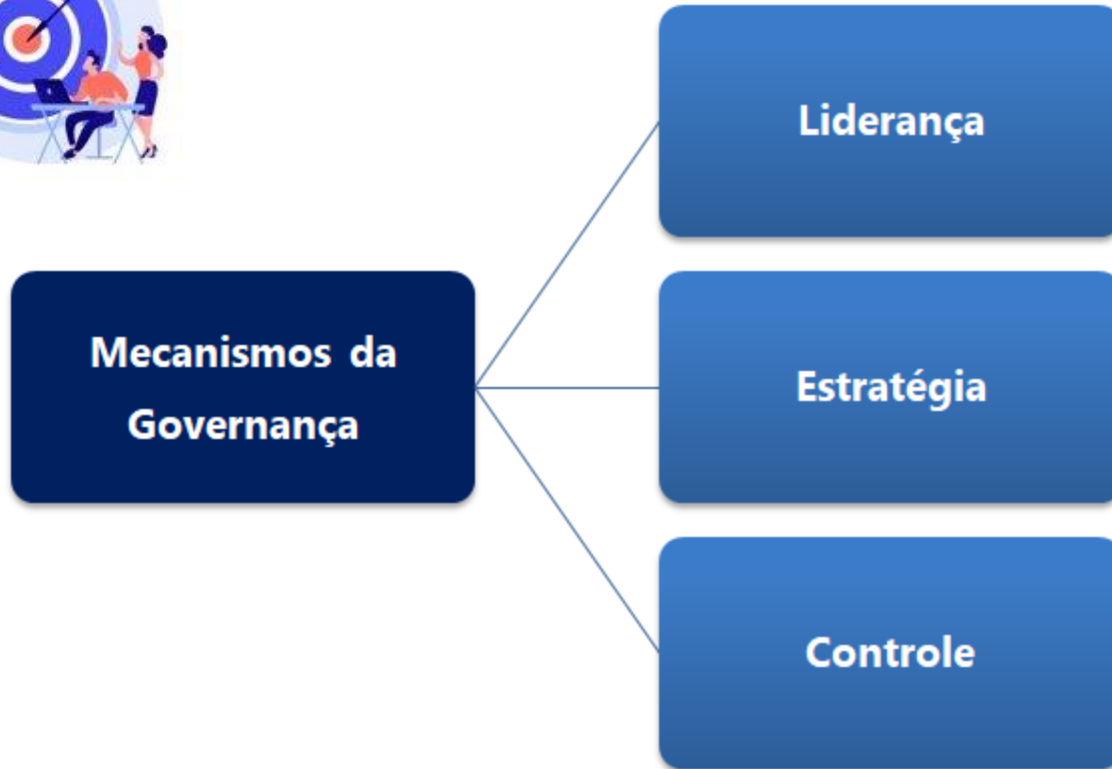 Liderança
Mecanismos da
Governança
Estratégia
Controle